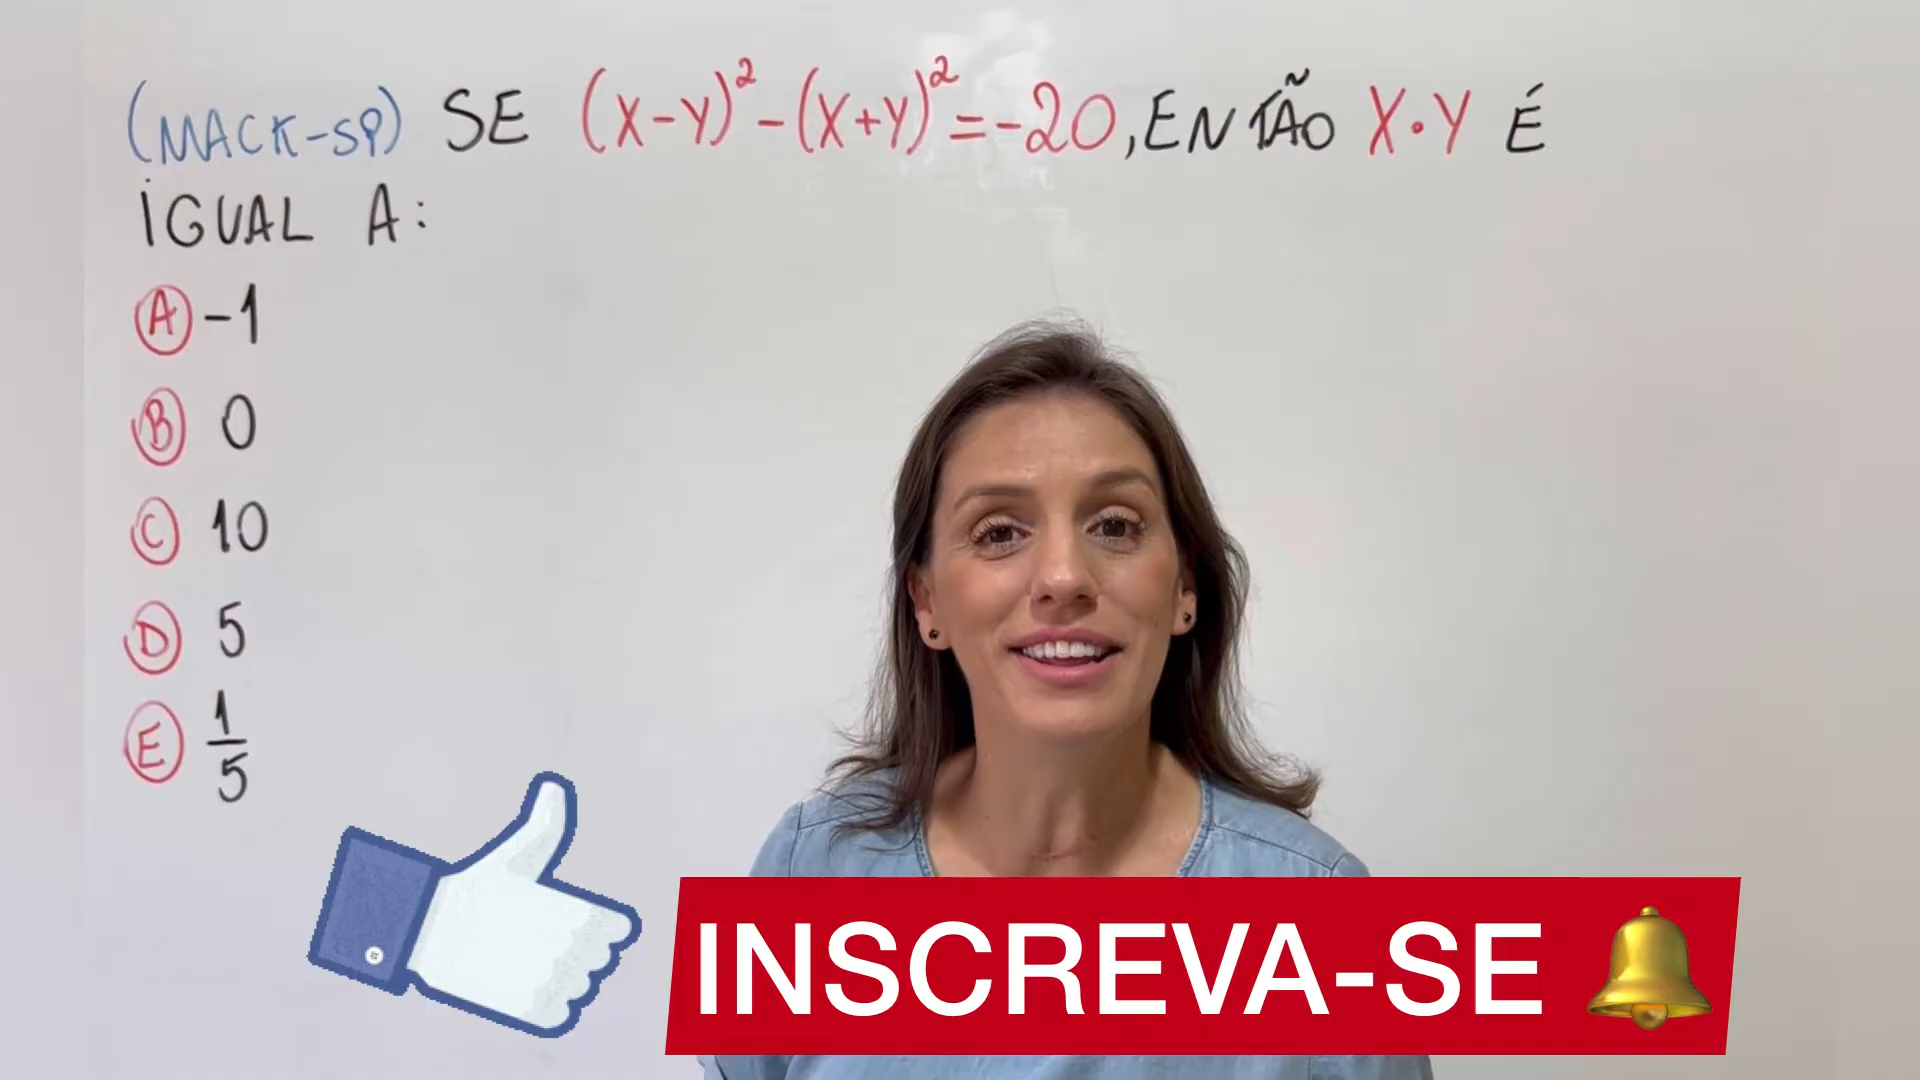 (MACK-SP) SE (X-Y)² - (X+Y)² = -20, ENTÃO X·Y É
IGUAL A:
A -1
B 0
C 10
D 5
E 1/5
INSCREVA-SE